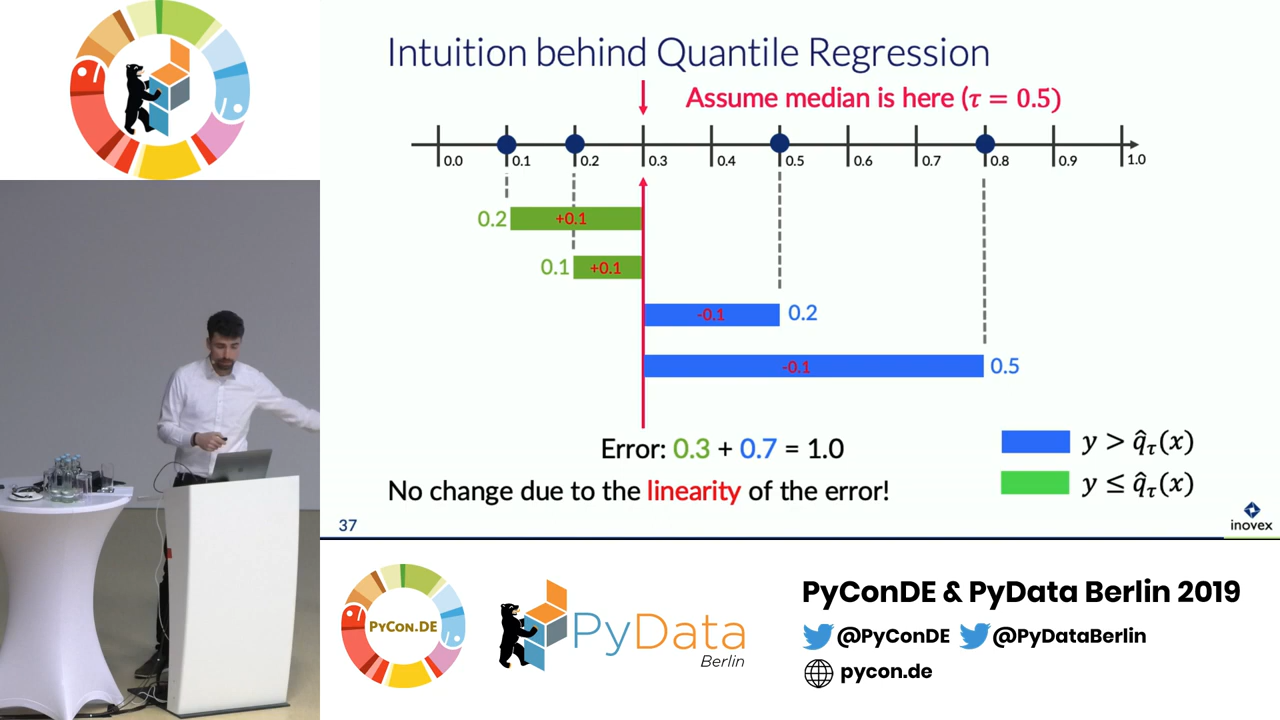 Intuition behind Quantile Regression
Assume median is here (τ = 0.5)
0.0 0.1 0.2 0.3 0.4 0.5 0.6 0.7 0.8 0.9 1.0
0.2 +0.1
0.1 +0.1
-0.1 0.2
-0.1 0.5
Error: 0.3 + 0.7 = 1.0
y > q̂τ(x)
No change due to the linearity of the error!
y ≤ q̂τ(x)
37
inovex
PyCon.DE
PyData
Berlin
PyConDE & PyData Berlin 2019
@PyConDE @PyDataBerlin
pycon.de